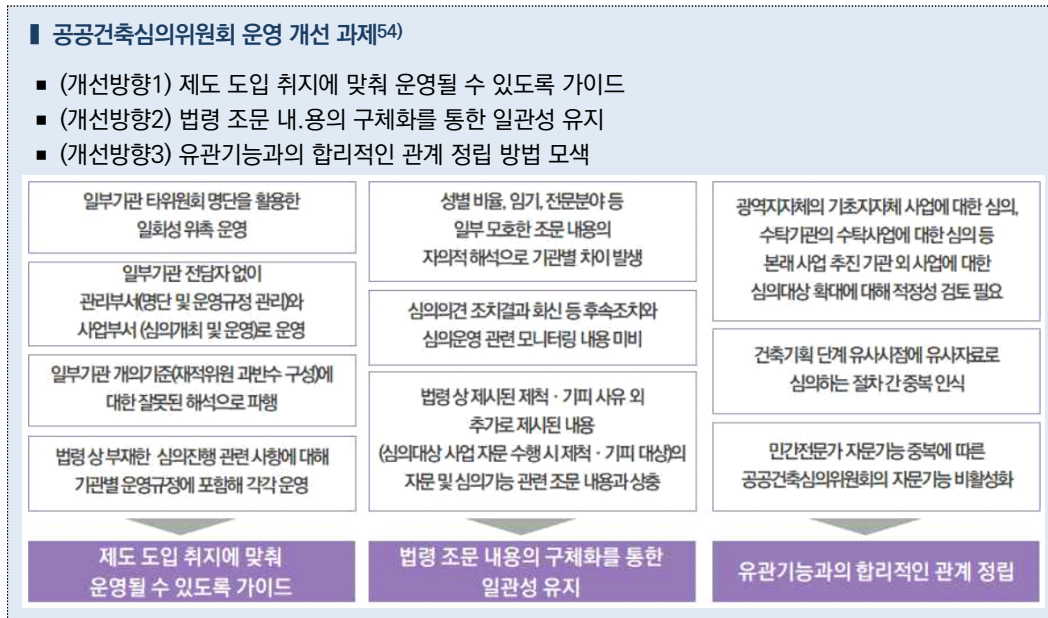 공공건축심의위원회 운영 개선 과제54)
▪ (개선방향1) 제도 도입 취지에 맞춰 운영될 수 있도록 가이드
▪ (개선방향2) 법령 조문 내.용의 구체화를 통한 일관성 유지
▪ (개선방향3) 유관기능과의 합리적인 관계 정립 방법 모색
일부기관 타위원회 명단을 활용한
일회성 위촉 운영
일부기관 전담자 없이
관리부서(명단 및 운영규정 관리)와
사업부서 (심의개최 및 운영)로 운영
일부기관 개의기준(재적위원 과반수 구성)에
대한 잘못된 해석으로 파행
법령 상 부재한 심의진행 관련 사항에 대해
기관별 운영규정에 포함해 각각 운영
제도 도입 취지에 맞춰
운영될 수 있도록 가이드
성별 비율, 임기, 전문분야 등
일부 모호한 조문 내용의
자의적 해석으로 기관별 차이 발생
심의의견 조치결과 회신 등 후속조치와
심의운영 관련 모니터링 내용 미비
법령 상 제시된 제척 · 기피 사유 외
추가로 제시된 내용
(심의대상 사업 자문 수행 시 제척 · 기피 대상)의
자문 및 심의기능 관련 조문 내용과 상충
법령 조문 내용의 구체화를 통한
일관성 유지
광역지자체의 기초지자체 사업에 대한 심의,
수탁기관의 수탁사업에 대한 심의 등
본래 사업 추진 기관 외 사업에 대한
심의대상 확대에 대해 적정성 검토 필요
건축기획 단계 유사시점에 유사자료로
심의하는 절차 간 중복 인식
민간전문가 자문기능 중복에 따른
공공건축심의위원회의 자문기능 비활성화
유관기능과의 합리적인 관계 정립